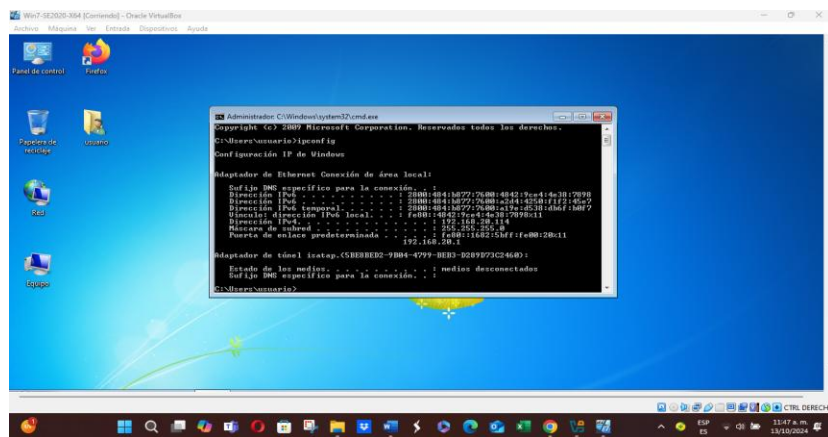 Win7-SE2020-X64 [Corriendo] - Oracle VirtualBox
Archivo Máquina Ver Entrada Dispositivos Ayuda
Panel de control
Firefox
Papelera de reciclaje
usuario
Red
Equipo
Administrador: C:\Windows\system32\cmd.exe
Copyright (c) 2009 Microsoft Corporation. Reservados todos los derechos.
C:\Users\usuario>ipconfig
Configuración IP de Windows
Adaptador de Ethernet Conexión de área local:
Sufijo DNS específico para la conexión. . :
Dirección IPv6 . . . . . . . . . . : 2800:484:b877:7600:4842:9ce4:4e38:7898
Dirección IPv6 . . . . . . . . . . : 2800:484:b877:7600:a2d4:4250:f1f2:45e7
Dirección IPv6 temporal. . . . . . : 2800:484:b877:7600:a19e:d538:db6f:b0f7
Vínculo: dirección IPv6 local. . . : fe80::4842:9ce4:4e38:7898%11
Dirección IPv4. . . . . . . . . . . : 192.168.20.114
Máscara de subred . . . . . . . . . : 255.255.255.0
Puerta de enlace predeterminada . . . . . : fe80::1682:5bff:fe00:20%11
192.168.20.1
Adaptador de túnel isatap.{5BE8BED2-9B04-4799-BEB3-D289D73C2460}:
Estado de los medios. . . . . . . . . . . : medios desconectados
Sufijo DNS específico para la conexión. . :
C:\Users\usuario>
CTRL DERECH
ESP
ES
11:47 a. m.
13/10/2024